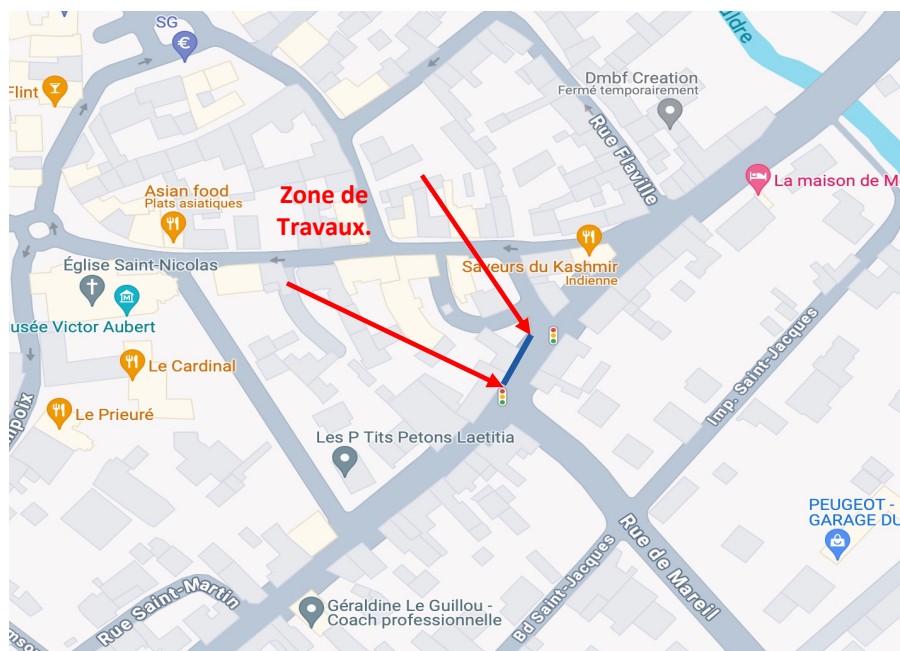 SG
Flint
Dmbf Creation
Fermé temporairement
Rue Flaville
La maison de M
Asian food
Plats asiatiques
Zone de
Travaux.
Église Saint-Nicolas
usée Victor Aubert
Saveurs du Kashmir
Indienne
Le Cardinal
Le Prieuré
Imp. Saint-Jacques
Les P Tits Petons Laetitia
PEUGEOT -
GARAGE DU
Rue de Mareil
Bd Saint-Jacques
Rue Saint-Martin
Géraldine Le Guillou -
Coach professionnelle